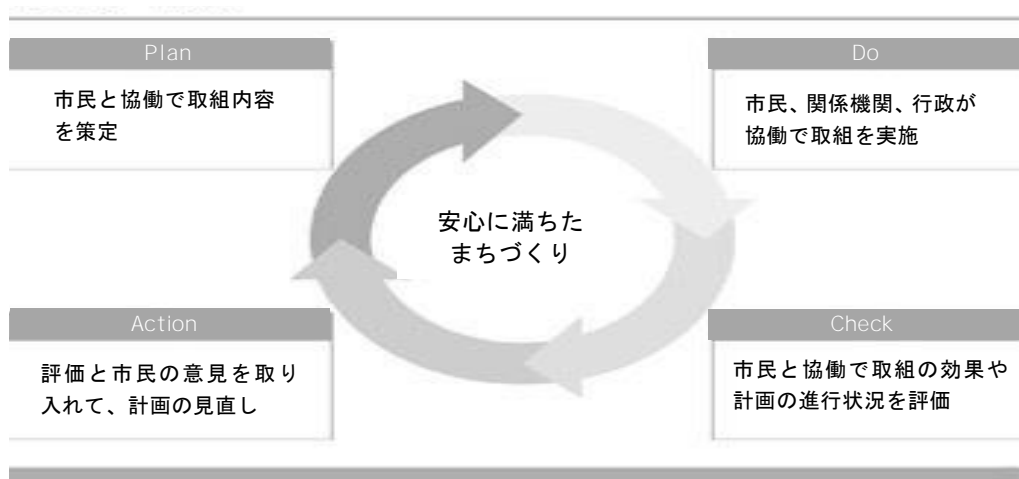 Plan
市民と協働で取組内容
を策定
Do
市民、関係機関、行政が
協働で取組を実施
安心に満ちた
まちづくり
Action
評価と市民の意見を取り
入れて、計画の見直し
Check
市民と協働で取組の効果や
計画の進行状況を評価